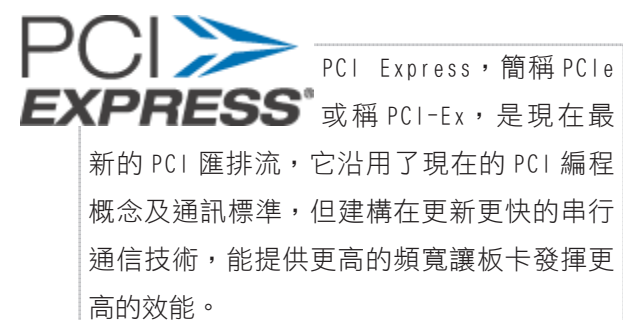 PCI
EXPRESS®
PCI Express，簡稱 PCIe
或稱 PCI-Ex，是現在最
新的 PCI 匯排流，它沿用了現在的 PCI 編程
概念及通訊標準，但建構在更新更快的串行
通信技術，能提供更高的頻寬讓板卡發揮更
高的效能。